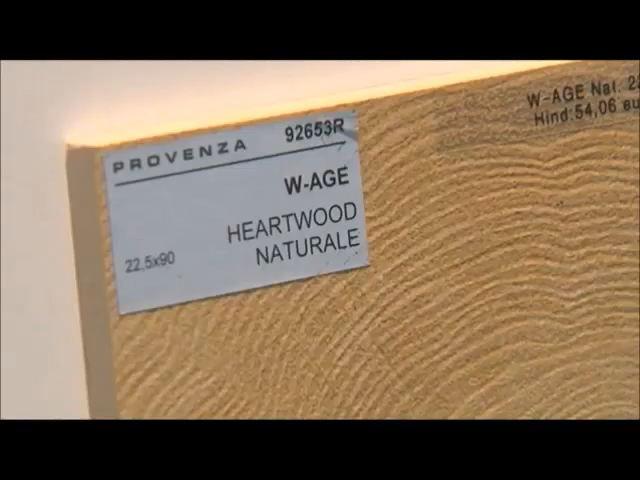 PROVENZA 92653R
W-AGE
HEARTWOOD
22,5x90 NATURALE
W-AGE Nat.
Hind:54,06